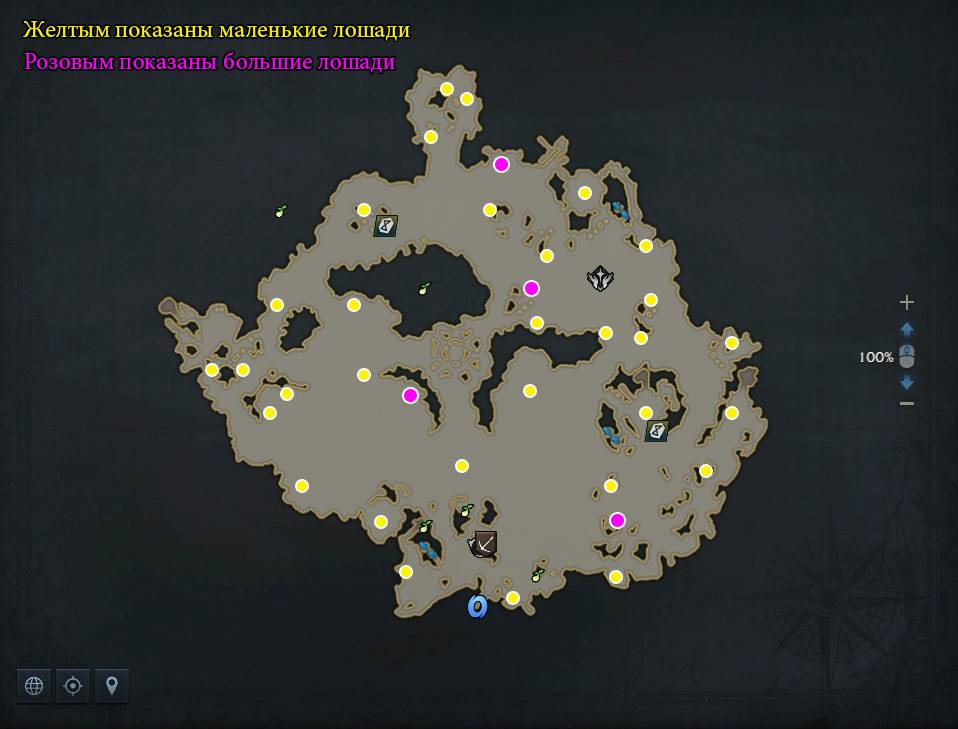 Желтым показаны маленькие лошади
Розовым показаны большие лошади
100%